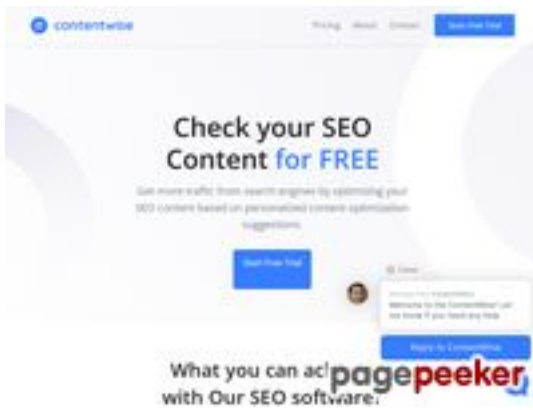 contentwise
Pricing About Contact Start Free Trial
Check your SEO
Content for FREE
Get more traffic from search engines by optimizing your
SEO content based on personalized content optimization
suggestions.
Start Free Trial
Close
Welcome to the ContentWise! Let
me know if you need any help
Reply to ContentWise
What you can
with Our SEO software?
pagepeeker